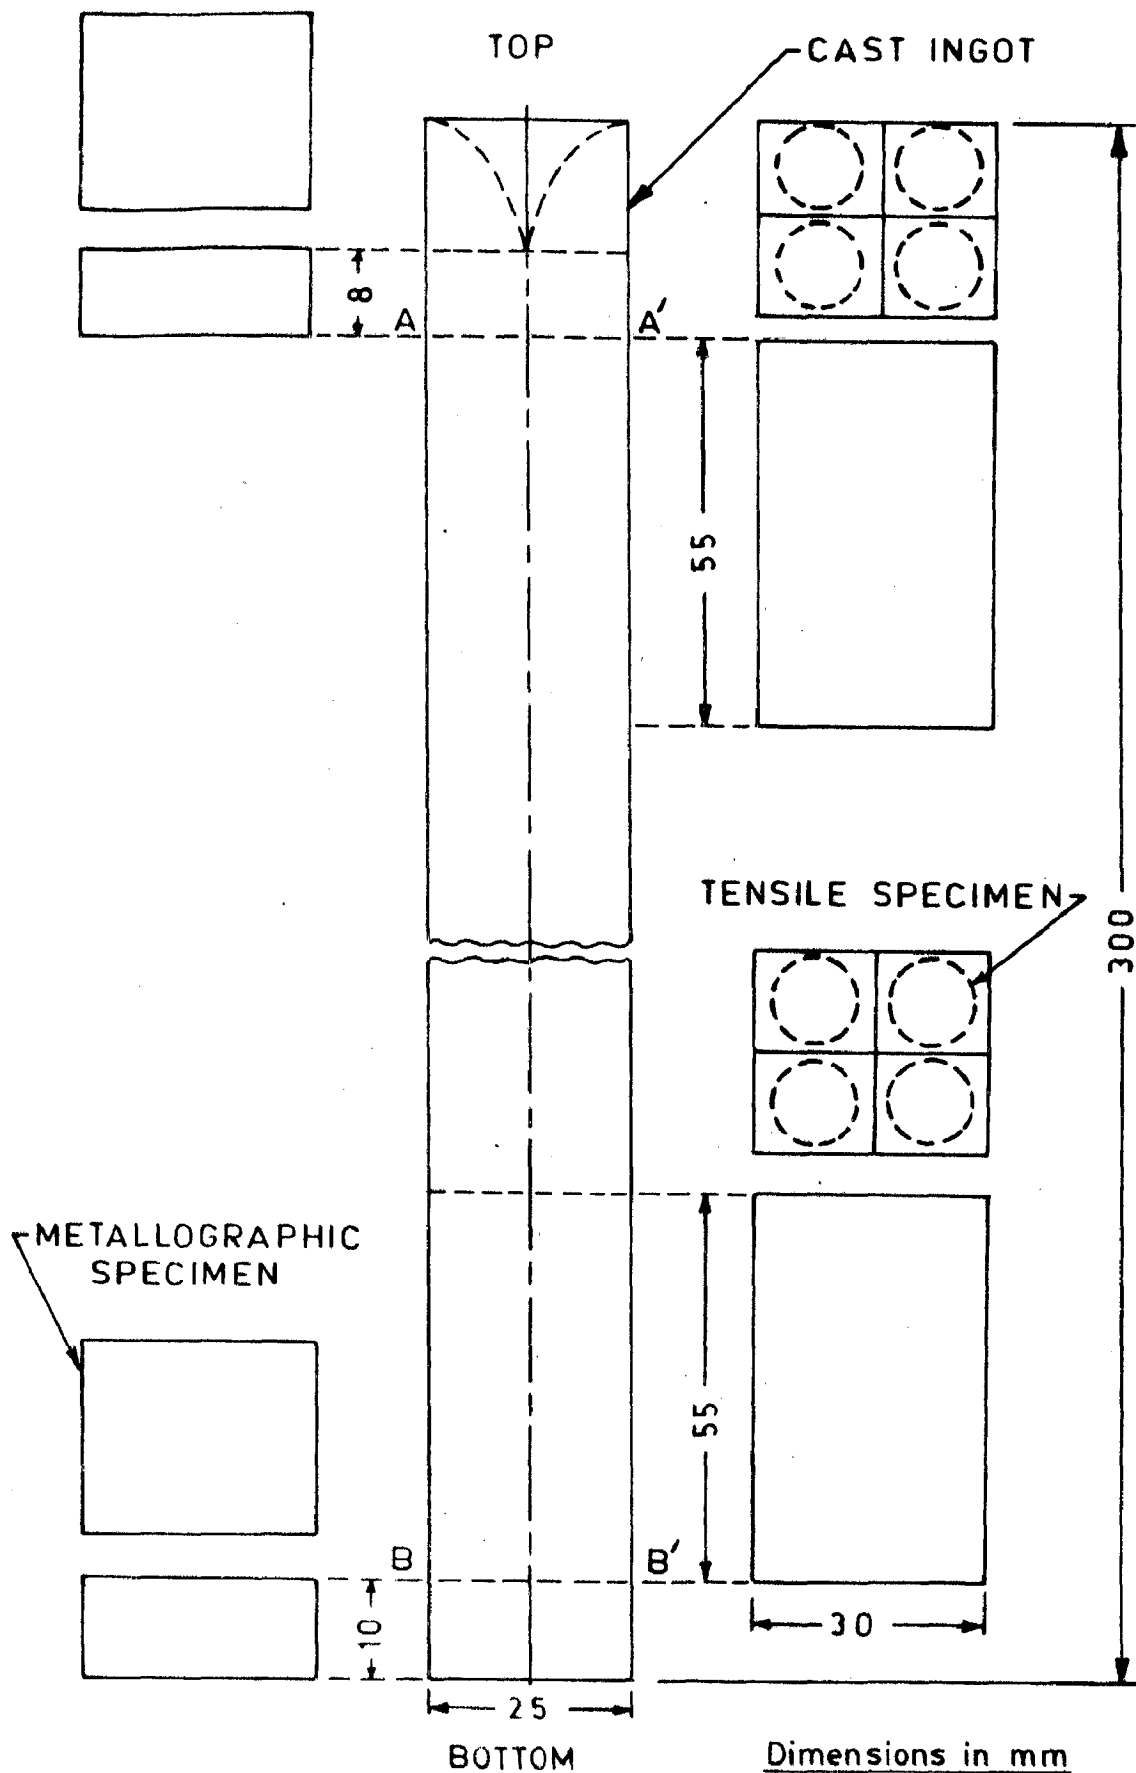 TOP
CAST INGOT
8
A
A'
55
TENSILE SPECIMEN
300
METALLOGRAPHIC
SPECIMEN
55
B
B'
10
30
25
BOTTOM
Dimensions in mm